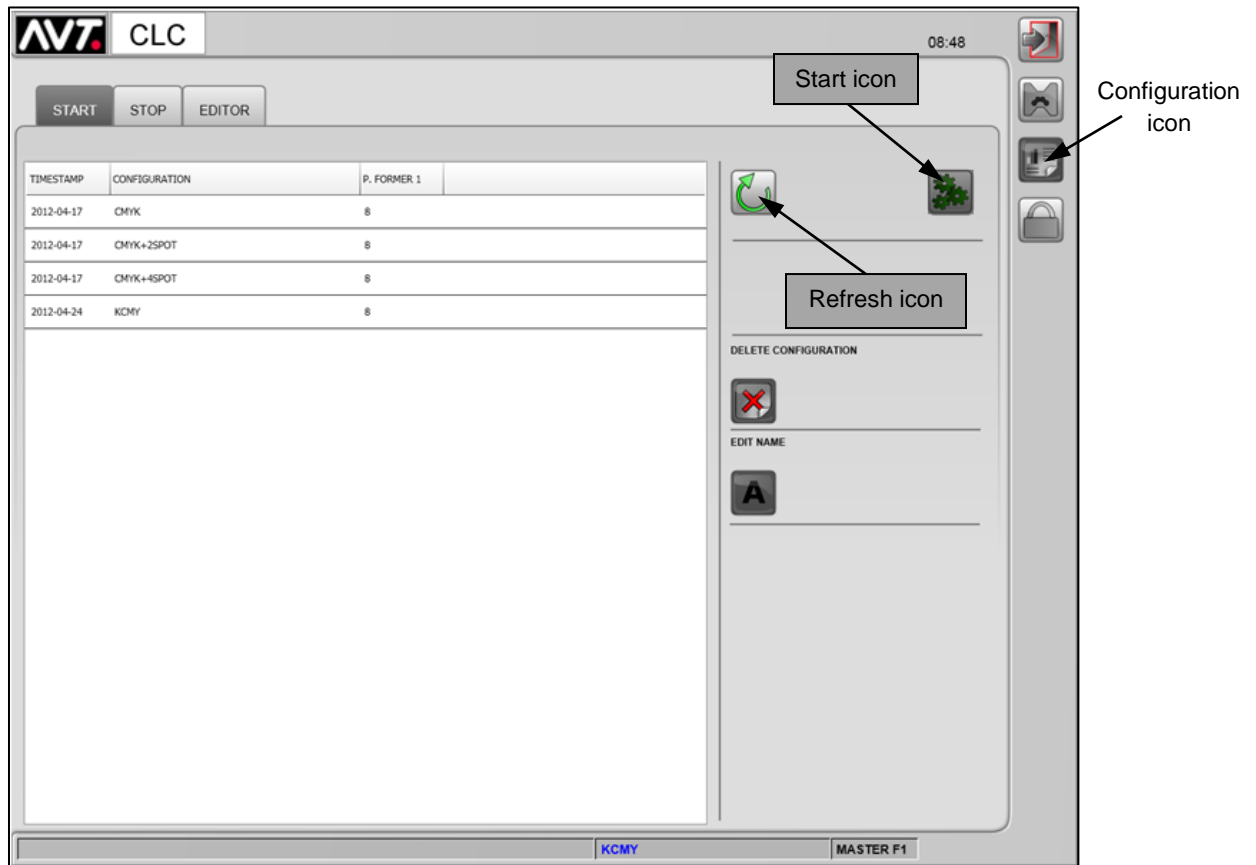 AVT. CLC
08:48
Start icon
Configuration
icon
START STOP EDITOR
TIMESTAMP CONFIGURATION P. FORMER 1
2012-04-17 CMYK 8
2012-04-17 CMYK+2SPOT 8
2012-04-17 CMYK+4SPOT 8
2012-04-24 KCMY 8
Refresh icon
DELETE CONFIGURATION
EDIT NAME
A
KCMY MASTER F1